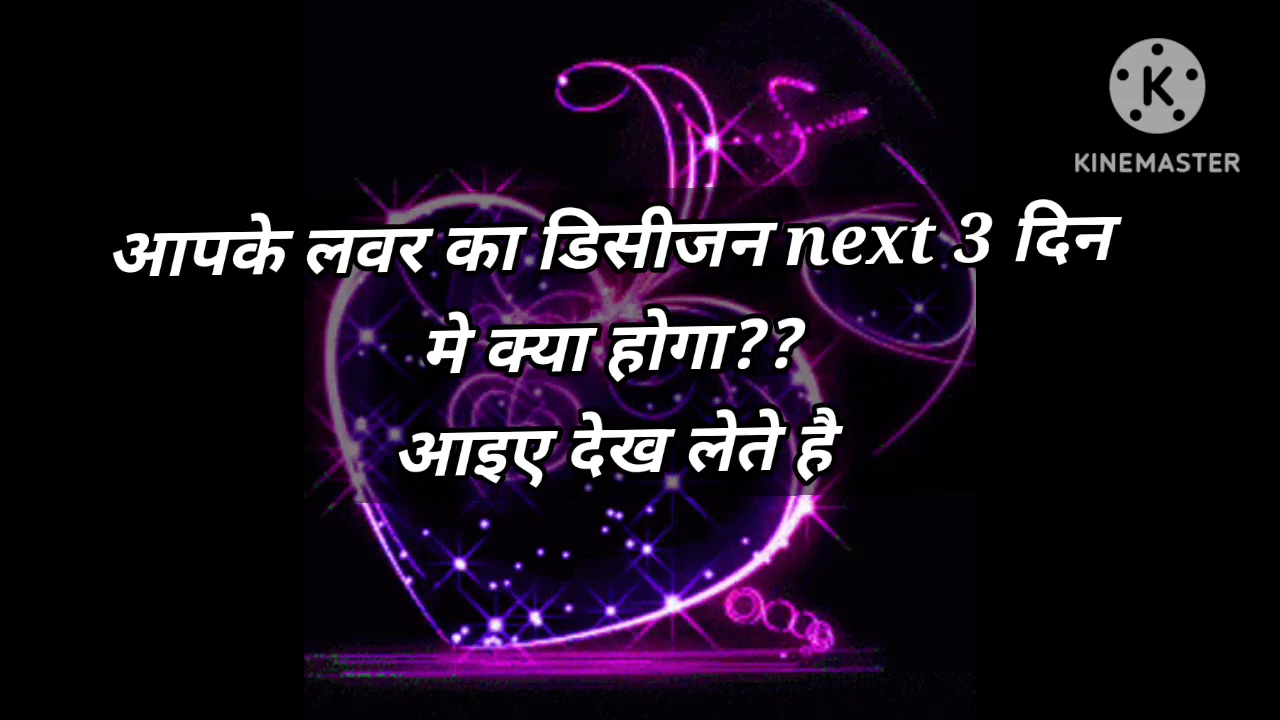 KINEMASTER
आपके लवर का डिसीजन next 3 दिन
मे क्या होगा??
आइए देख लेते है